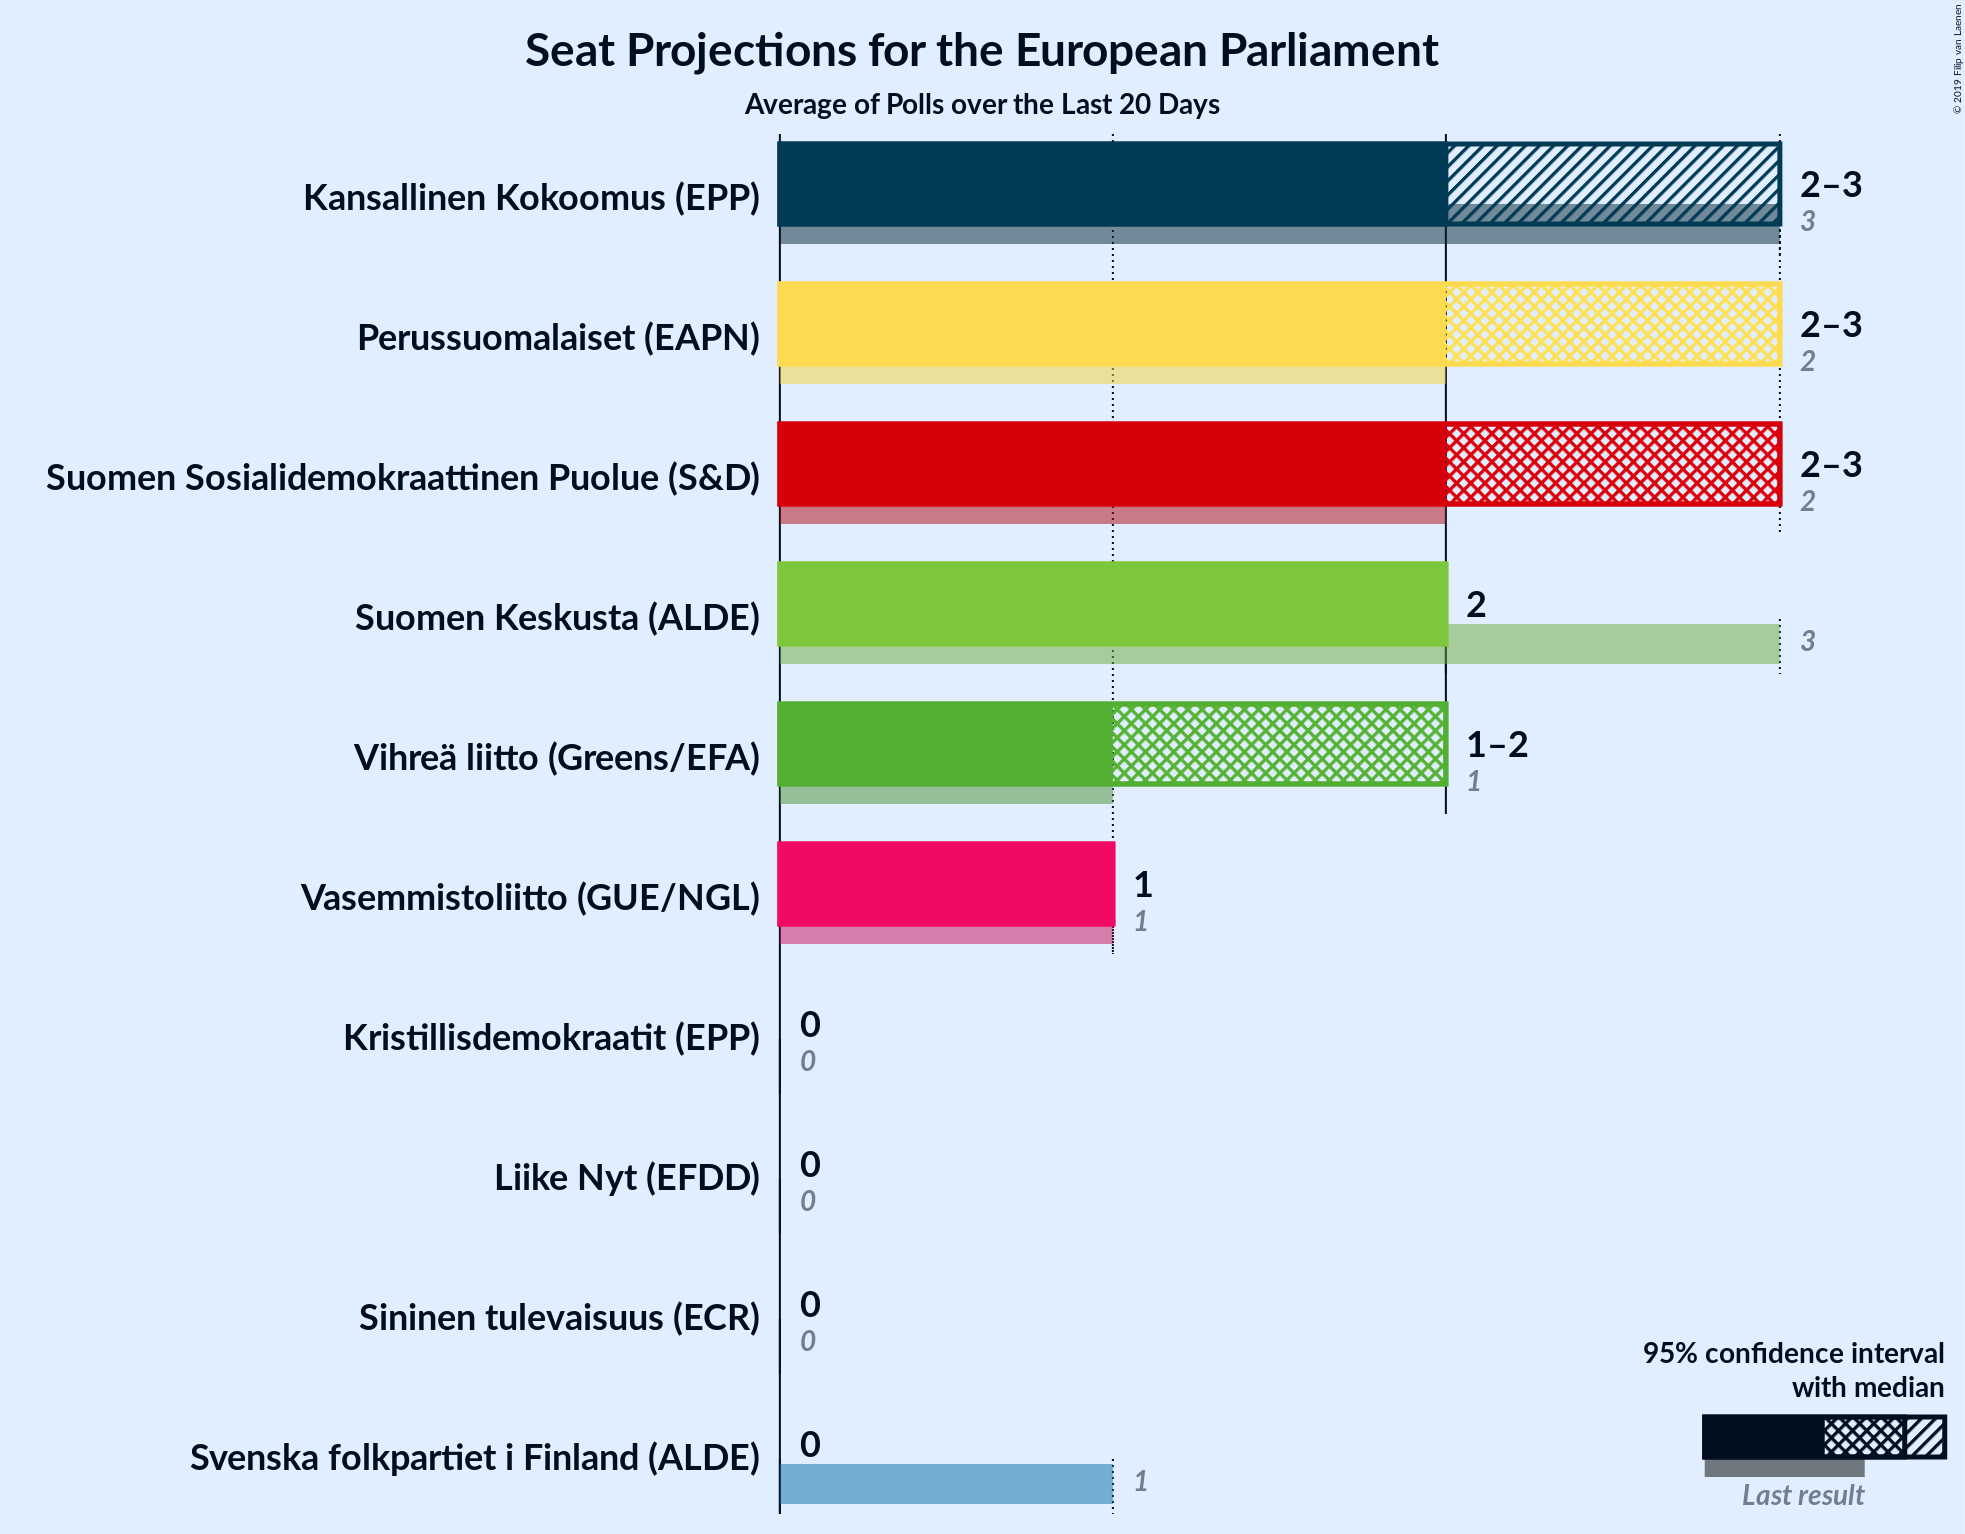 Seat Projections for the European Parliament
Average of Polls over the Last 20 Days
© 2019 Filip van Laenen
Kansallinen Kokoomus (EPP)
2–3
3
Perussuomalaiset (EAPN)
2–3
2
Suomen Sosialidemokraattinen Puolue (S&D)
2–3
2
Suomen Keskusta (ALDE)
2
3
Vihreä liitto (Greens/EFA)
1–2
1
Vasemmistoliitto (GUE/NGL)
1
1
Kristillisdemokraatit (EPP)
0
0
Liike Nyt (EFDD)
0
0
Sininen tulevaisuus (ECR)
0
0
Svenska folkpartiet i Finland (ALDE)
0
1
95% confidence interval
with median
Last result